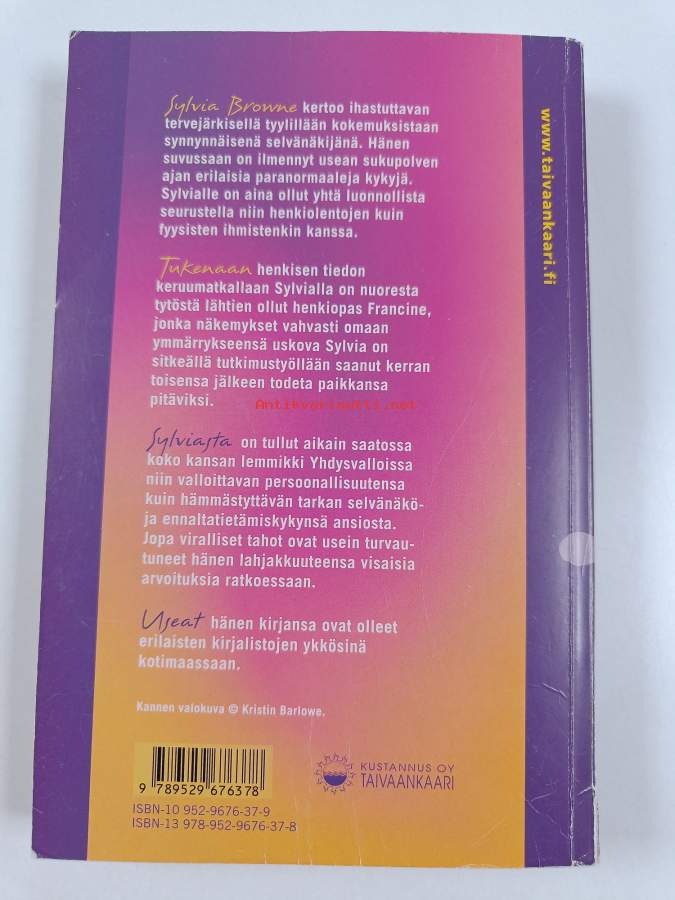 Sylvia Browne kertoo ihastuttavan
tervejärkisellä tyylillään kokemuksistaan
synnynnäisenä selvänäkijänä. Hänen
suvussaan on ilmennyt usean sukupolven
ajan erilaisia paranormaaleja kykyjä.
Sylvialle on aina ollut yhtä luonnollista
seurustella niin henkiolentojen kuin
fyysisten ihmistenkin kanssa.
Tukenaan henkisen tiedon
keruumatkallaan Sylvialla on nuoresta
tytöstä lähtien ollut henkiopas Francine,
jonka näkemykset vahvasti omaan
ymmärrykseensä uskova Sylvia on
sitkeällä tutkimustyöllään saanut kerran
toisensa jälkeen todeta paikkansa
pitäviksi.
Antikvariaatti.net
Sylviasta on tullut aikain saatossa
koko kansan lemmikki Yhdysvalloissa
niin valloittavan persoonallisuutensa
kuin hämmästyttävän tarkan selvänäkö-
ja ennaltatietämiskykynsä ansiosta.
Jopa viralliset tahot ovat usein turvau-
tuneet hänen lahjakkuuteensa visaisia
arvoituksia ratkoessaan.
Useat hänen kirjansa ovat olleet
erilaisten kirjalistojen ykkösinä
kotimaassaan.
Kannen valokuva © Kristin Barlowe.
9 789529 676378
ISBN-10 952-9676-37-9
ISBN-13 978-952-9676-37-8
KUSTANNUS OY
TAIVAANKAARI
www.taivaankaari.fi